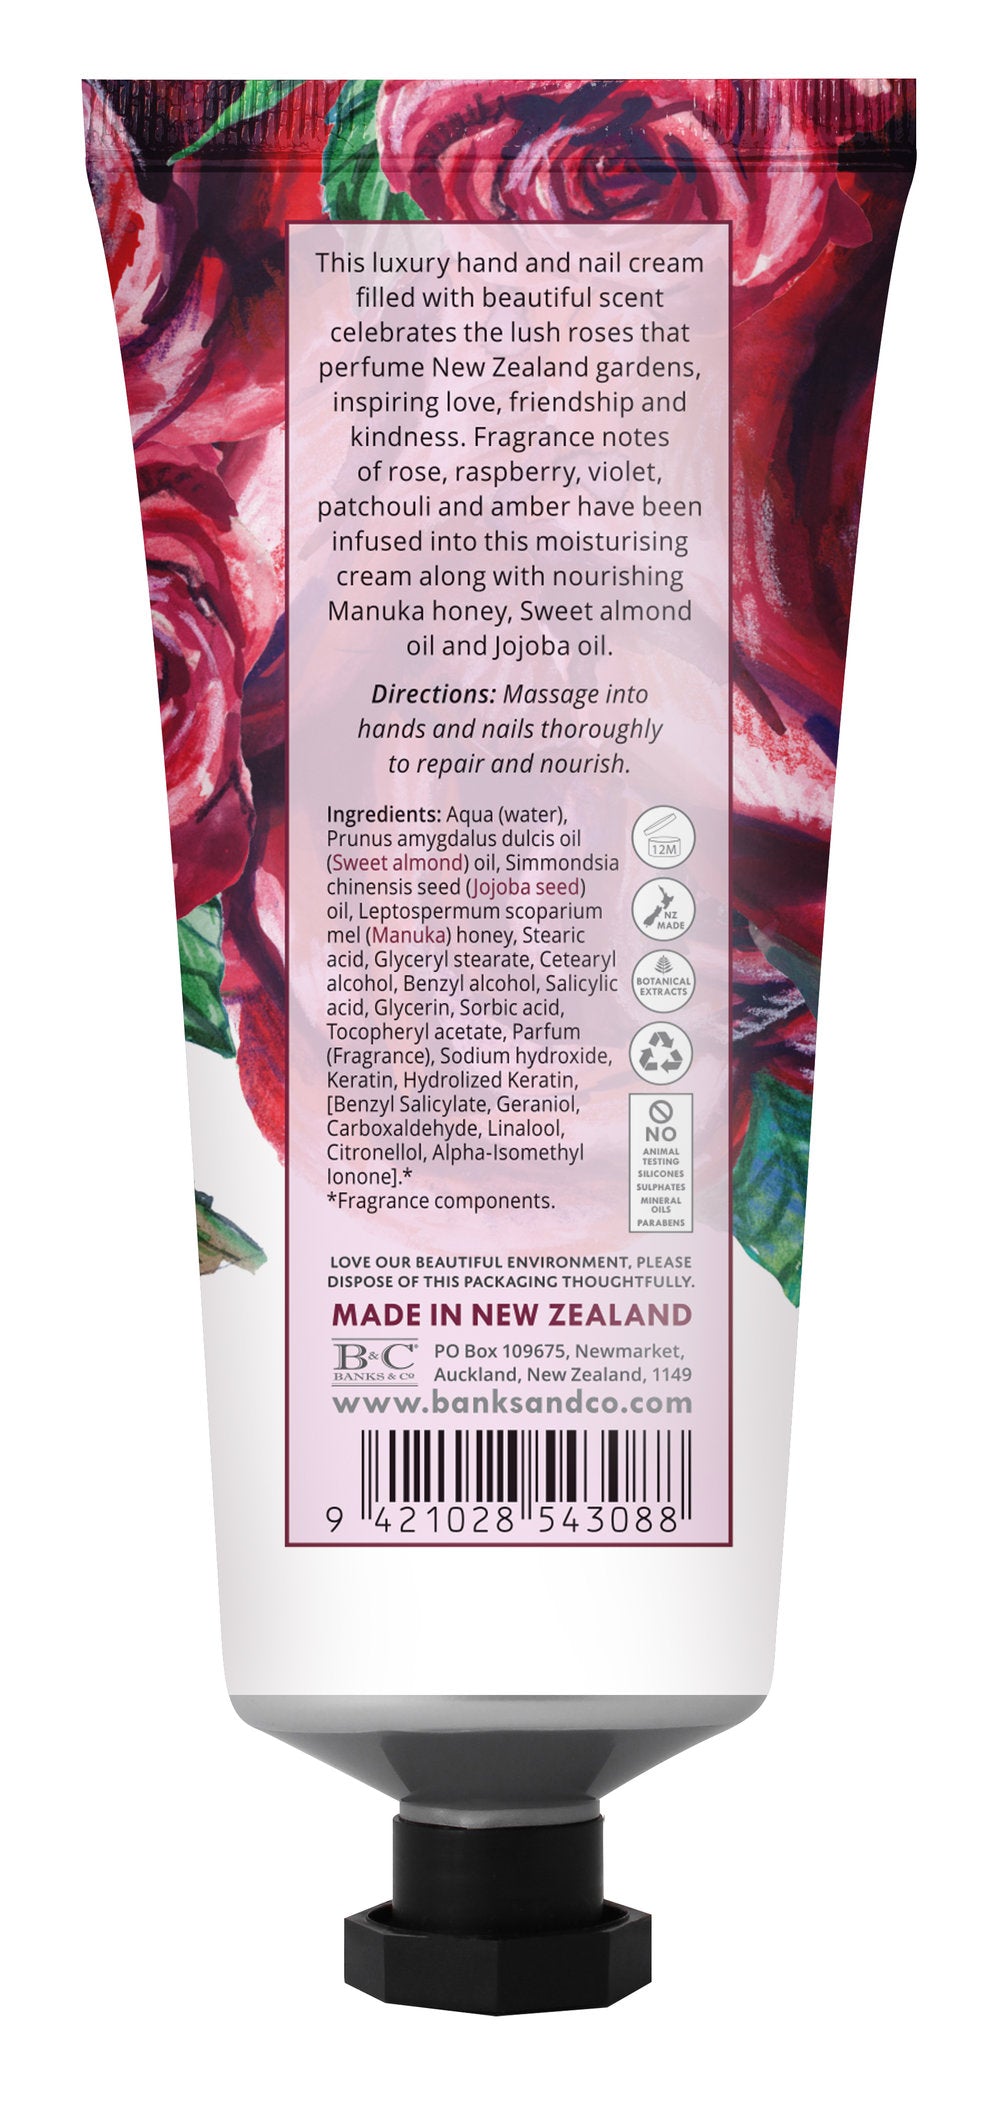 This luxury hand and nail cream
filled with beautiful scent
celebrates the lush roses that
perfume New Zealand gardens,
inspiring love, friendship and
kindness. Fragrance notes
of rose, raspberry, violet,
patchouli and amber have been
infused into this moisturising
cream along with nourishing
Manuka honey, Sweet almond
oil and Jojoba oil.
Directions: Massage into
hands and nails thoroughly
to repair and nourish.
Ingredients: Aqua (water),
Prunus amygdalus dulcis oil
(Sweet almond) oil, Simmondsia
chinensis seed (Jojoba seed)
oil, Leptospermum scoparium
mel (Manuka) honey, Stearic
acid, Glyceryl stearate, Cetearyl
alcohol, Benzyl alcohol, Salicylic
acid, Glycerin, Sorbic acid,
Tocopheryl acetate, Parfum
(Fragrance), Sodium hydroxide,
Keratin, Hydrolized Keratin,
[Benzyl Salicylate, Geraniol,
Carboxaldehyde, Linalool,
Citronellol, Alpha-Isomethyl
Ionone].*
*Fragrance components.
12M
NZ
MADE
BOTANICAL
EXTRACTS
NO
ANIMAL
TESTING
SILICONES
SULPHATES
MINERAL
OILS
PARABENS
LOVE OUR BEAUTIFUL ENVIRONMENT, PLEASE
DISPOSE OF THIS PACKAGING THOUGHTFULLY.
MADE IN NEW ZEALAND
B&C
BANKS & Co
PO Box 109675, Newmarket,
Auckland, New Zealand, 1149
www.banksandco.com
9 421028 543088